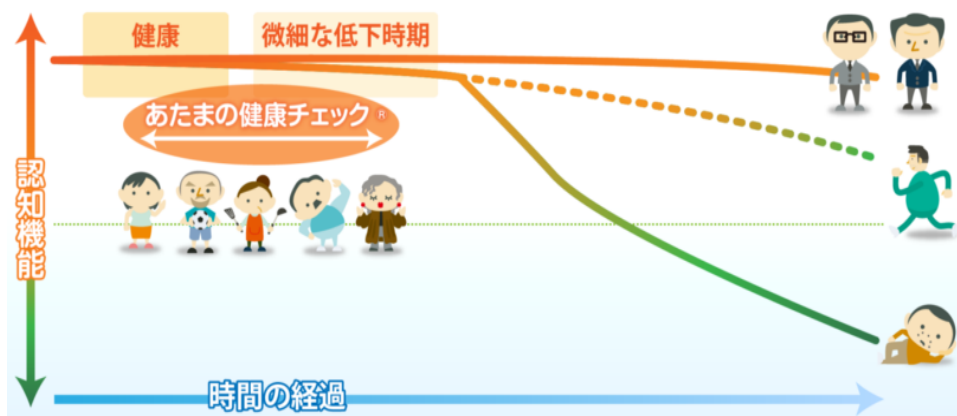 健康
微細な低下時期
あたまの健康チェック®
認知機能
時間の経過